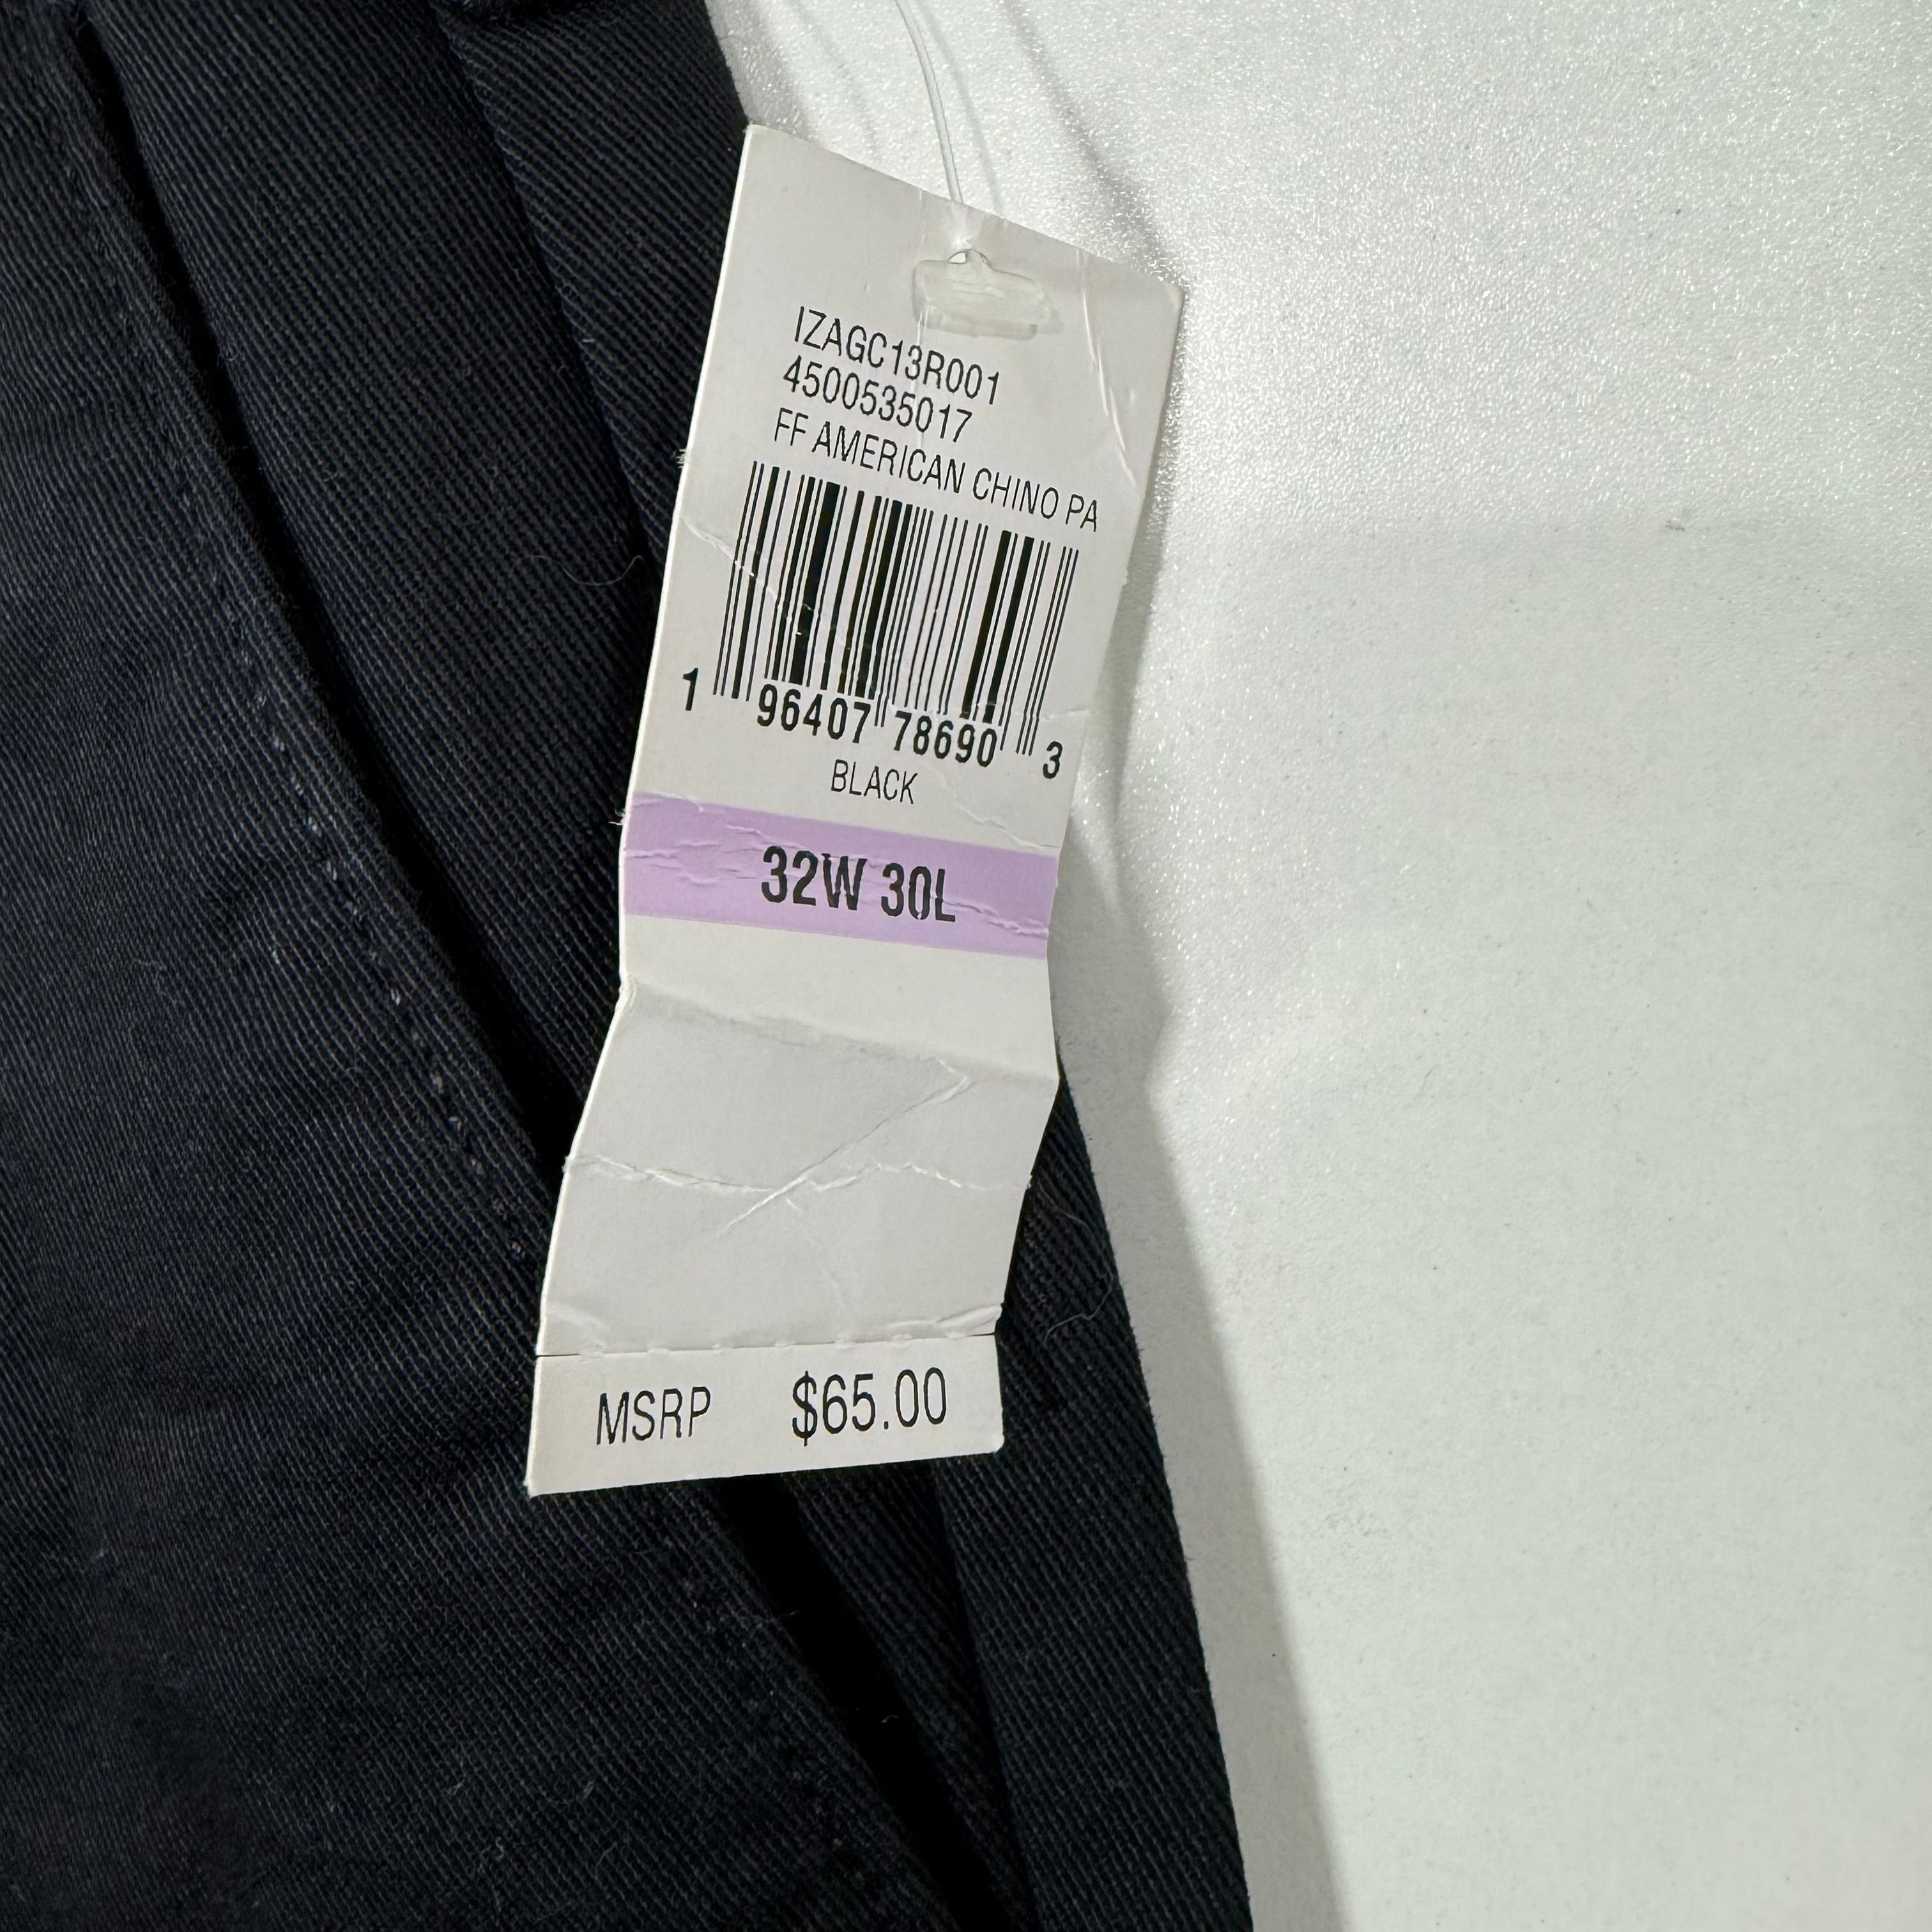 IZAGC13R001
4500535017
FF AMERICAN CHINO PA
1 96407 78690 3
BLACK
32W 30L
MSRP $65.00